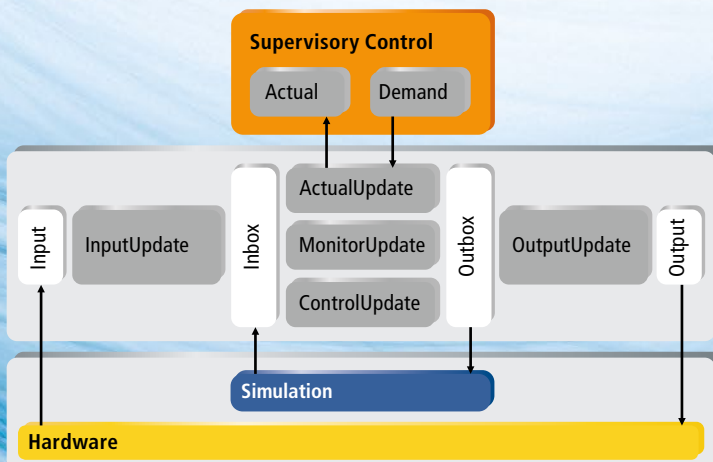 Supervisory Control
Actual
Demand
Input
InputUpdate
Inbox
ActualUpdate
MonitorUpdate
ControlUpdate
Outbox
OutputUpdate
Output
Simulation
Hardware